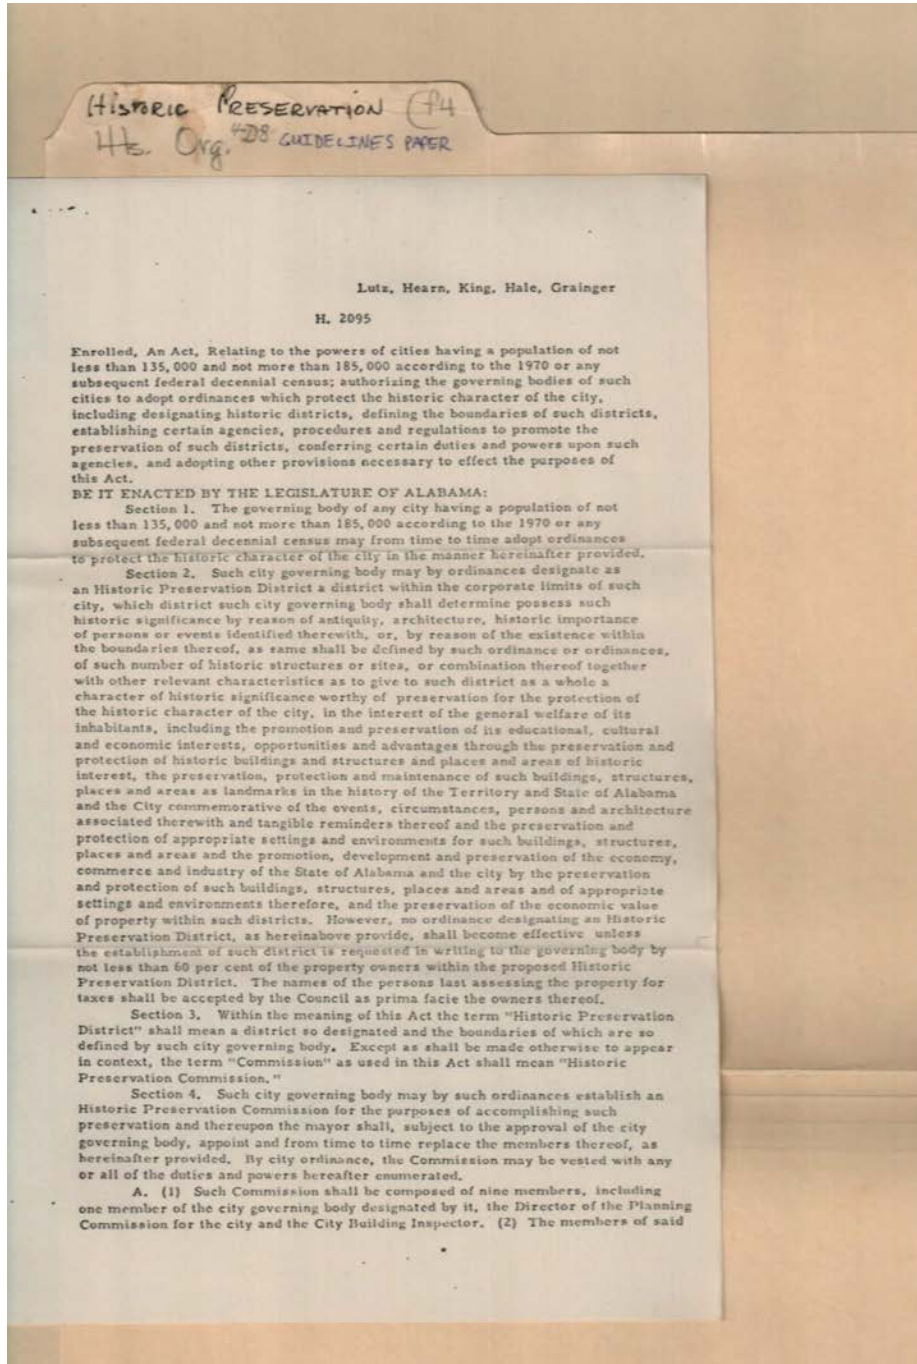 Historic Preservation f4
Hs. Org. 4-D8 GUIDELINES PAPER
Lutz, Hearn, King, Hale, Grainger
H. 2095
Enrolled, An Act, Relating to the powers of cities having a population of not
less than 135,000 and not more than 185,000 according to the 1970 or any
subsequent federal decennial census; authorizing the governing bodies of such
cities to adopt ordinances which protect the historic character of the city,
including designating historic districts, defining the boundaries of such districts,
establishing certain agencies, procedures and regulations to promote the
preservation of such districts, conferring certain duties and powers upon such
agencies, and adopting other provisions necessary to effect the purposes of
this Act.
BE IT ENACTED BY THE LEGISLATURE OF ALABAMA:
Section 1. The governing body of any city having a population of not
less than 135,000 and not more than 185,000 according to the 1970 or any
subsequent federal decennial census may from time to time adopt ordinances
to protect the historic character of the city in the manner hereinafter provided.
Section 2. Such city governing body may by ordinances designate as
an Historic Preservation District a district within the corporate limits of such
city, which district such city governing body shall determine possess such
historic significance by reason of antiquity, architecture, historic importance
of persons or events identified therewith, or, by reason of the existence within
the boundaries thereof, as same shall be defined by such ordinance or ordinances,
of such number of historic structures or sites, or combination thereof together
with other relevant characteristics as to give to such district as a whole a
character of historic significance worthy of preservation for the protection of
the historic character of the city, in the interest of the general welfare of its
inhabitants, including the promotion and preservation of its educational, cultural
and economic interests, opportunities and advantages through the preservation and
protection of historic buildings and structures and places and areas of historic
interest, the preservation, protection and maintenance of such buildings, structures,
places and areas as landmarks in the history of the Territory and State of Alabama
and the City commemorative of the events, circumstances, persons and architecture
associated therewith and tangible reminders thereof and the preservation and
protection of appropriate settings and environments for such buildings, structures,
places and areas and the promotion, development and preservation of the economy,
commerce and industry of the State of Alabama and the city by the preservation
and protection of such buildings, structures, places and areas and of appropriate
settings and environments therefore, and the preservation of the economic value
of property within such districts. However, no ordinance designating an Historic
Preservation District, as hereinabove provide, shall become effective unless
the establishment of such district is requested in writing to the governing body by
not less than 60 per cent of the property owners within the proposed Historic
Preservation District. The names of the persons last assessing the property for
taxes shall be accepted by the Council as prima facie the owners thereof.
Section 3. Within the meaning of this Act the term "Historic Preservation
District" shall mean a district so designated and the boundaries of which are so
defined by such city governing body. Except as shall be made otherwise to appear
in context, the term "Commission" as used in this Act shall mean "Historic
Preservation Commission."
Section 4. Such city governing body may by such ordinances establish an
Historic Preservation Commission for the purposes of accomplishing such
preservation and thereupon the mayor shall, subject to the approval of the city
governing body, appoint and from time to time replace the members thereof, as
hereinafter provided. By city ordinance, the Commission may be vested with any
or all of the duties and powers hereafter enumerated.
A. (1) Such Commission shall be composed of nine members, including
one member of the city governing body designated by it, the Director of the Planning
Commission for the city and the City Building Inspector. (2) The members of said